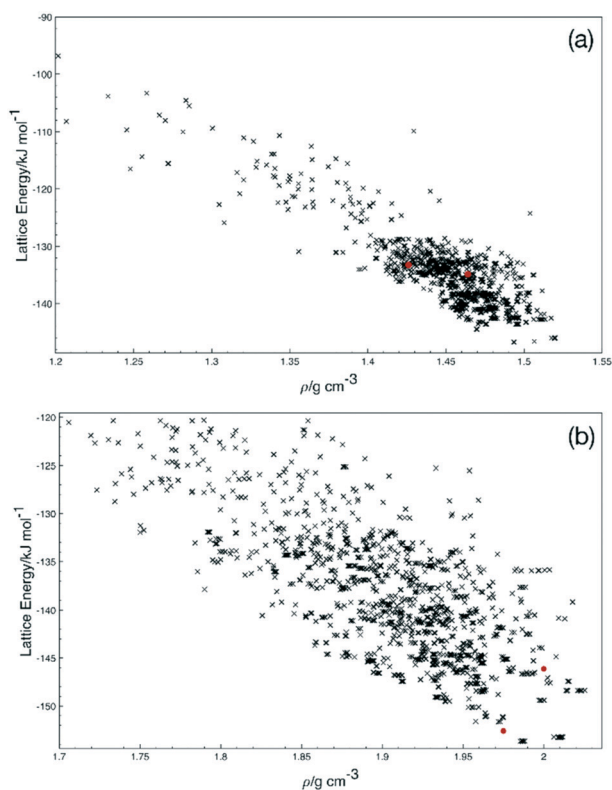 (a)
-90
-100
-110
-120
-130
-140
Lattice Energy/kJ mol⁻¹
1.2 1.25 1.3 1.35 1.4 1.45 1.5 1.55
ρ/g cm⁻³
(b)
-120
-125
-130
-135
-140
-145
-150
Lattice Energy/kJ mol⁻¹
1.7 1.75 1.8 1.85 1.9 1.95 2
ρ/g cm⁻³